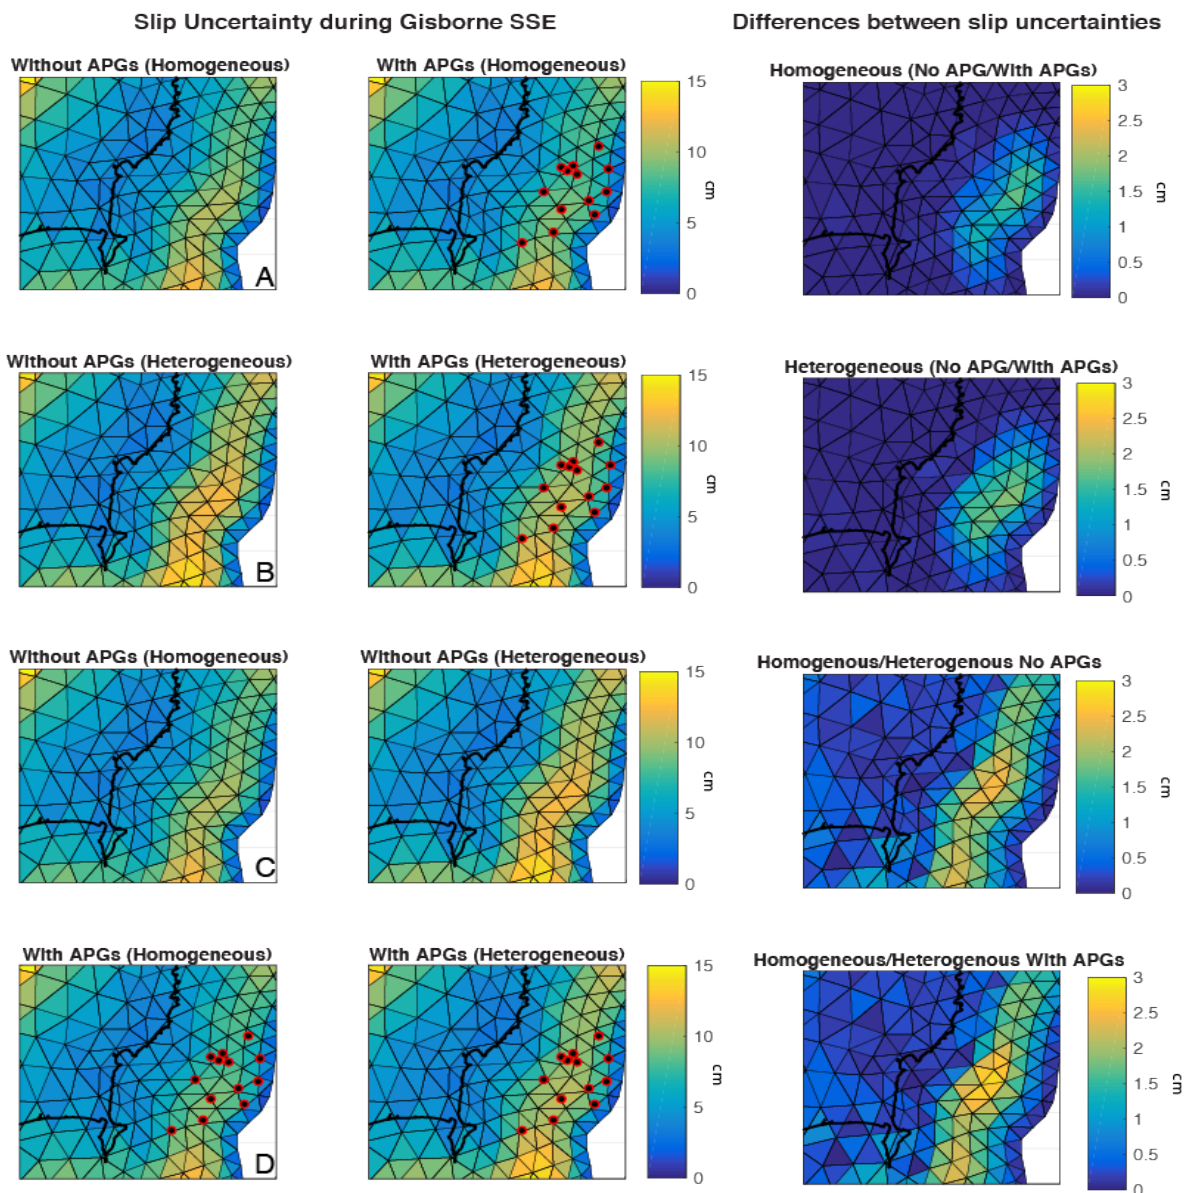 Slip Uncertainty during Gisborne SSE
Differences between slip uncertainties
Without APGs (Homogeneous)
With APGs (Homogeneous)
Homogeneous (No APG/With APGs)
15
10
5
0
cm
3
2.5
2
1.5
1
0.5
0
cm
A
Without APGs (Heterogeneous)
With APGs (Heterogeneous)
Heterogeneous (No APG/With APGs)
15
10
5
0
cm
3
2.5
2
1.5
1
0.5
0
cm
B
Without APGs (Homogeneous)
Without APGs (Heterogeneous)
Homogenous/Heterogenous No APGs
15
10
5
0
cm
3
2.5
2
1.5
1
0.5
0
cm
C
With APGs (Homogeneous)
With APGs (Heterogeneous)
Homogeneous/Heterogenous With APGs
15
10
5
0
cm
3
2.5
2
1.5
1
0.5
0
cm
D